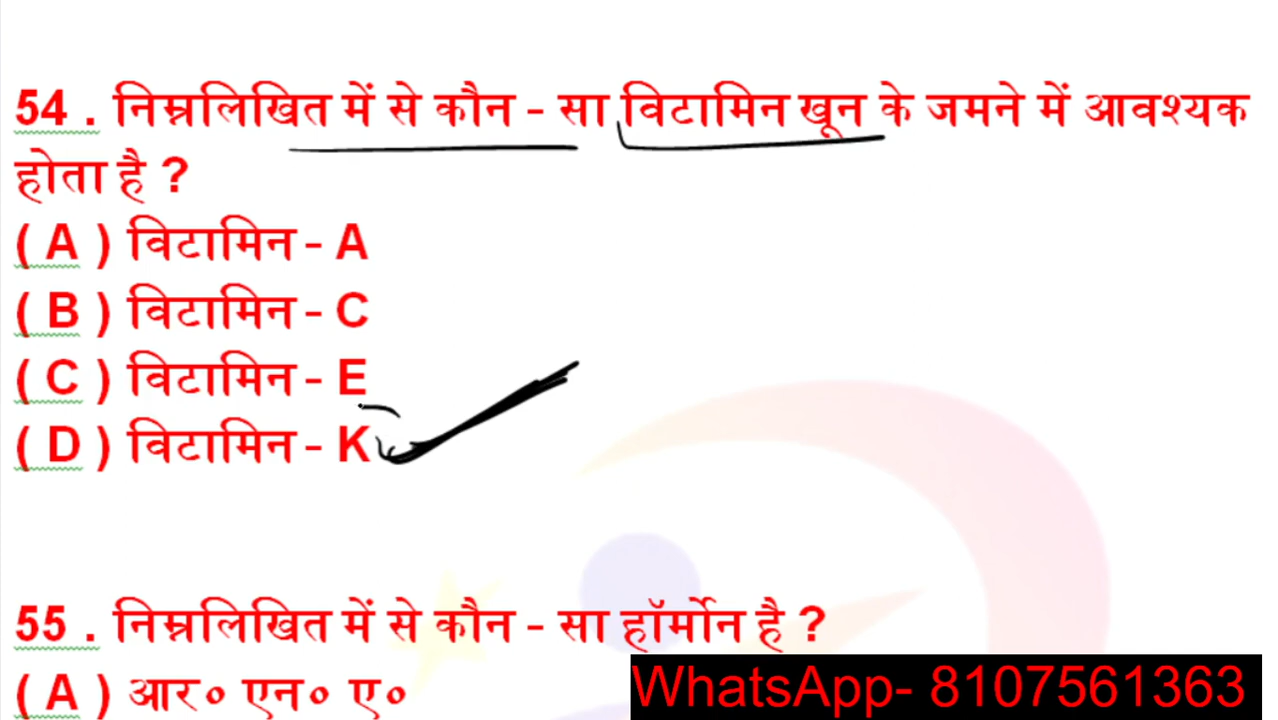 54 . निम्नलिखित में से कौन - सा विटामिन खून के जमने में आवश्यक
होता है ?
( A ) विटामिन - A
( B ) विटामिन - C
( C ) विटामिन - E
( D ) विटामिन - K
55 . निम्नलिखित में से कौन - सा हॉर्मोन है ?
( A ) आर० एन० ए०
WhatsApp- 8107561363